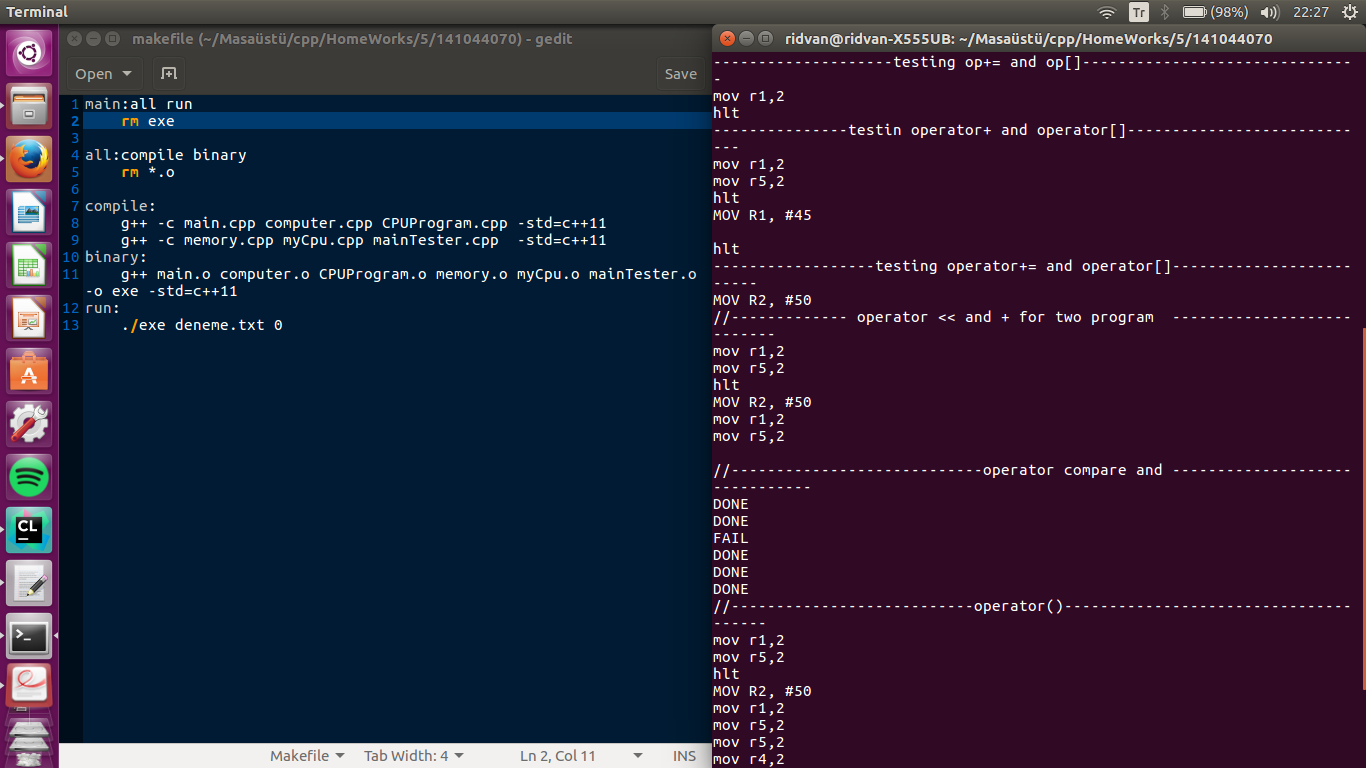 Terminal
Tr
(98%)
22:27
makefile (~/Masaüstü/cpp/HomeWorks/5/141044070) - gedit
Open
Save
1 main:all run
2     rm exe
3
4 all:compile binary
5     rm *.o
6
7 compile:
8     g++ -c main.cpp computer.cpp CPUProgram.cpp -std=c++11
9     g++ -c memory.cpp myCpu.cpp mainTester.cpp  -std=c++11
10 binary:
11     g++ main.o computer.o CPUProgram.o memory.o myCpu.o mainTester.o
-o exe -std=c++11
12 run:
13     ./exe deneme.txt 0
Makefile
Tab Width: 4
Ln 2, Col 11
INS
ridvan@ridvan-X555UB: ~/Masaüstü/cpp/HomeWorks/5/141044070
--------------------testing op+= and op[]------------------------------
-
mov r1,2
hlt
---------------testin operator+ and operator[]-------------------------
---
mov r1,2
mov r5,2
hlt
MOV R1, #45

hlt
------------------testing operator+= and operator[]--------------------
-----
MOV R2, #50
//------------- operator << and + for two program  --------------------
-------
mov r1,2
mov r5,2
hlt
MOV R2, #50
mov r1,2
mov r5,2

//----------------------------operator compare and --------------------
-----------
DONE
DONE
FAIL
DONE
DONE
DONE
//---------------------------operator()--------------------------------
------
mov r1,2
mov r5,2
hlt
MOV R2, #50
mov r1,2
mov r5,2
mov r5,2
mov r4,2
CL